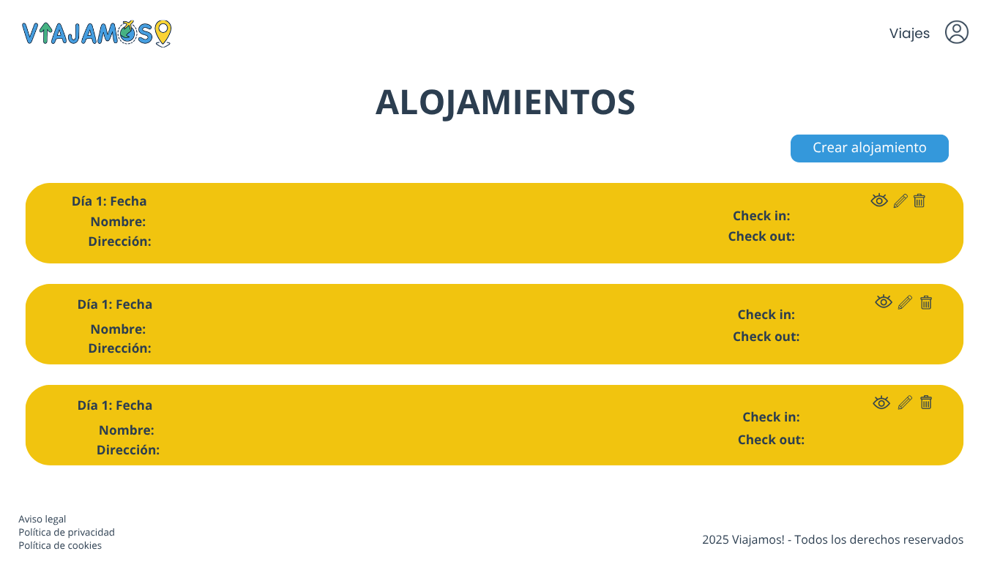 VIAJAMOS
Viajes
ALOJAMIENTOS
Crear alojamiento
Día 1: Fecha
Nombre:
Dirección:
Check in:
Check out:
Día 1: Fecha
Nombre:
Dirección:
Check in:
Check out:
Día 1: Fecha
Nombre:
Dirección:
Check in:
Check out:
Aviso legal
Política de privacidad
Política de cookies
2025 Viajamos! - Todos los derechos reservados